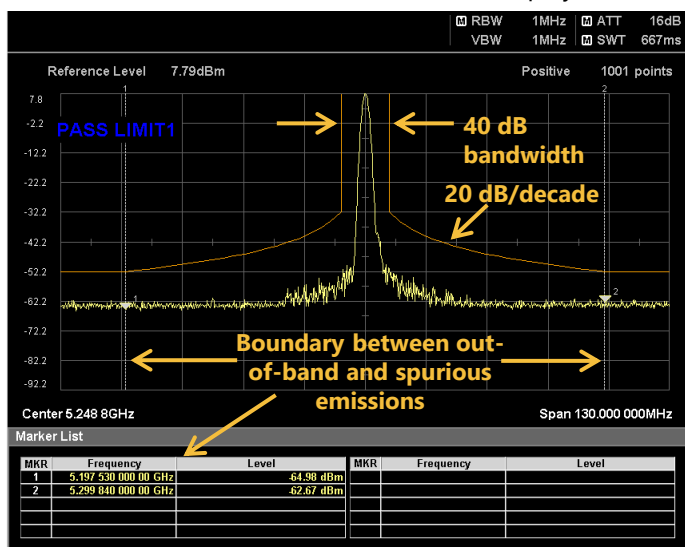 M RBW 1MHz M ATT 16dB
VBW 1MHz M SWT 667ms
Reference Level 7.79dBm Positive 1001 points
1 2
7.8
-2.2
PASS LIMIT1
40 dB
bandwidth
-12.2
-22.2
20 dB/decade
-32.2
-42.2
-52.2
-62.2
1 2
-72.2
-82.2
-92.2
Boundary between out-
of-band and spurious
emissions
Center 5.248 8GHz Span 130.000 000MHz
Marker List
MKR Frequency Level MKR Frequency Level
1 5.197 530 000 00 GHz -64.98 dBm
2 5.299 840 000 00 GHz -62.67 dBm